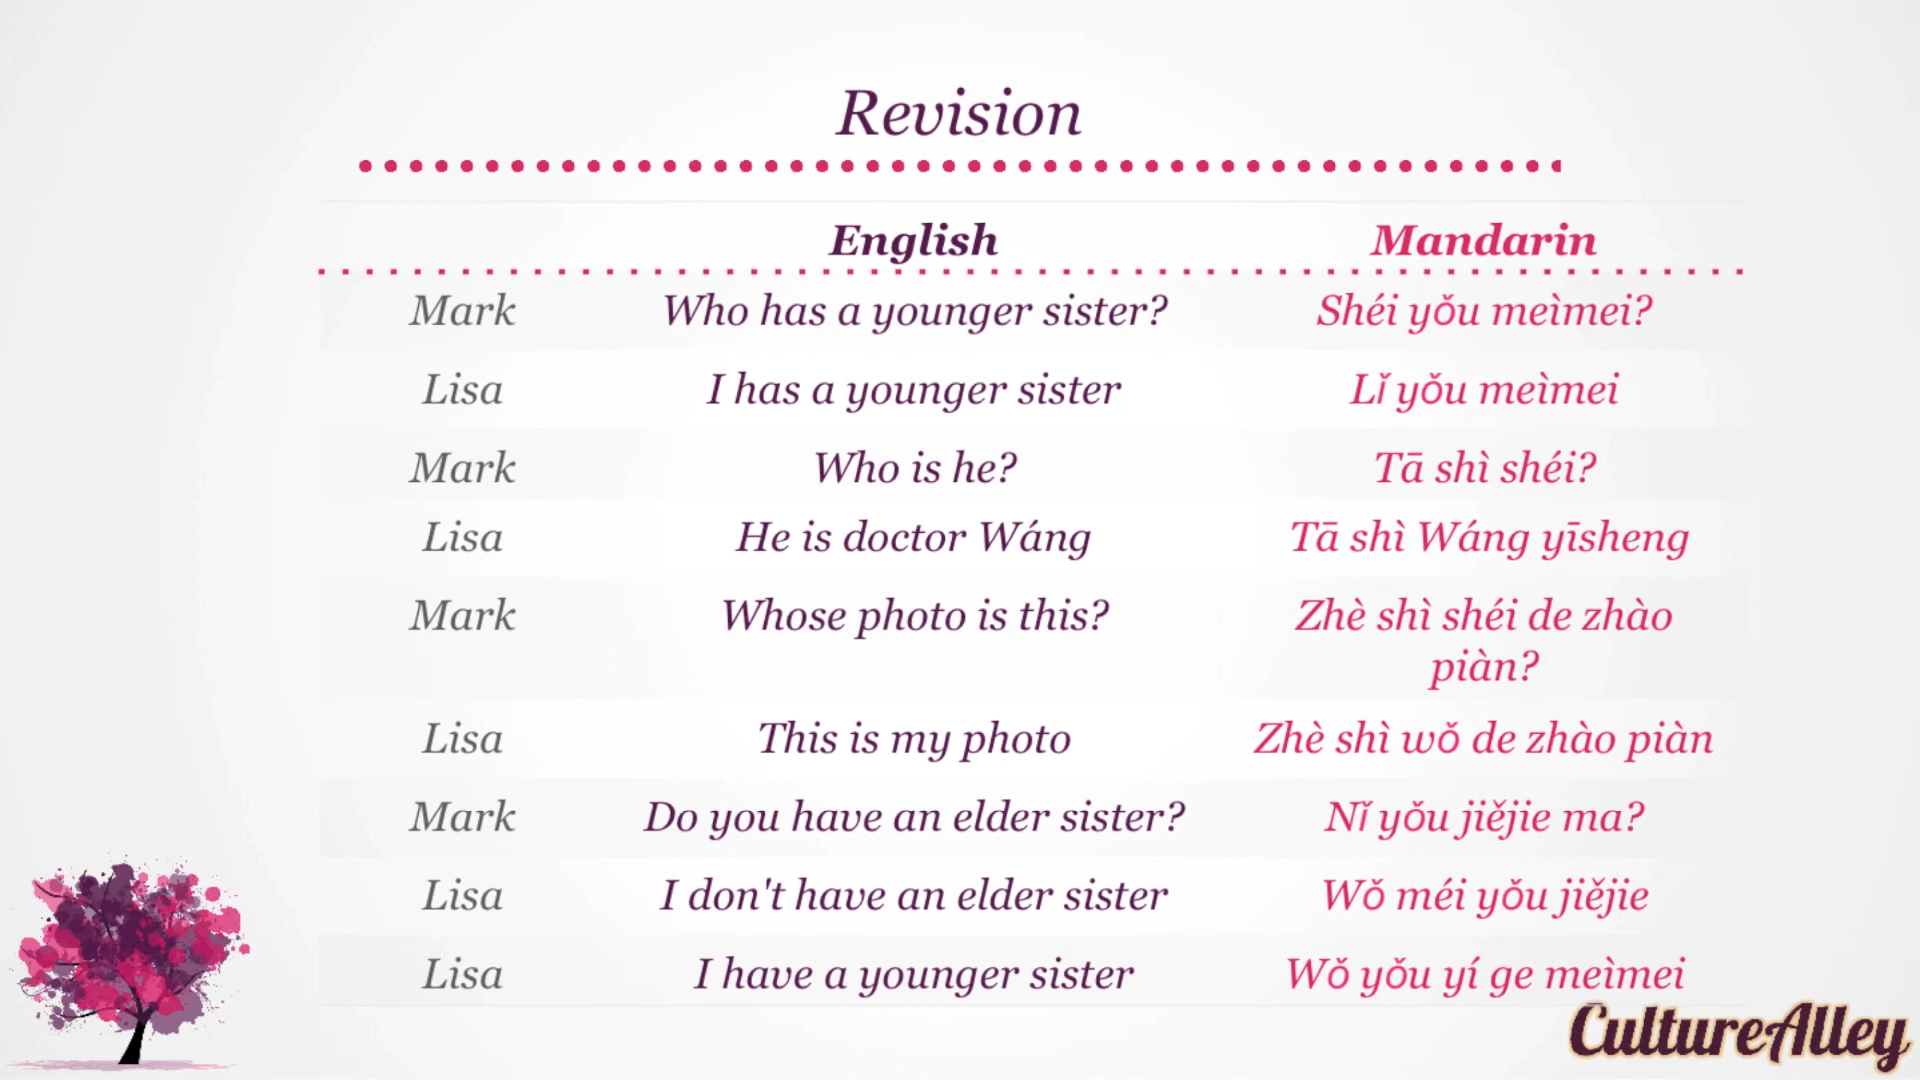 Revision
English Mandarin
Mark Who has a younger sister? Shéi yǒu meìmei?
Lisa I has a younger sister Lǐ yǒu meìmei
Mark Who is he? Tā shì shéi?
Lisa He is doctor Wáng Tā shì Wáng yīsheng
Mark Whose photo is this? Zhè shì shéi de zhào
piàn?
Lisa This is my photo Zhè shì wǒ de zhào piàn
Mark Do you have an elder sister? Nǐ yǒu jiějie ma?
Lisa I don't have an elder sister Wǒ méi yǒu jiějie
Lisa I have a younger sister Wǒ yǒu yí ge meìmei
CultureAlley